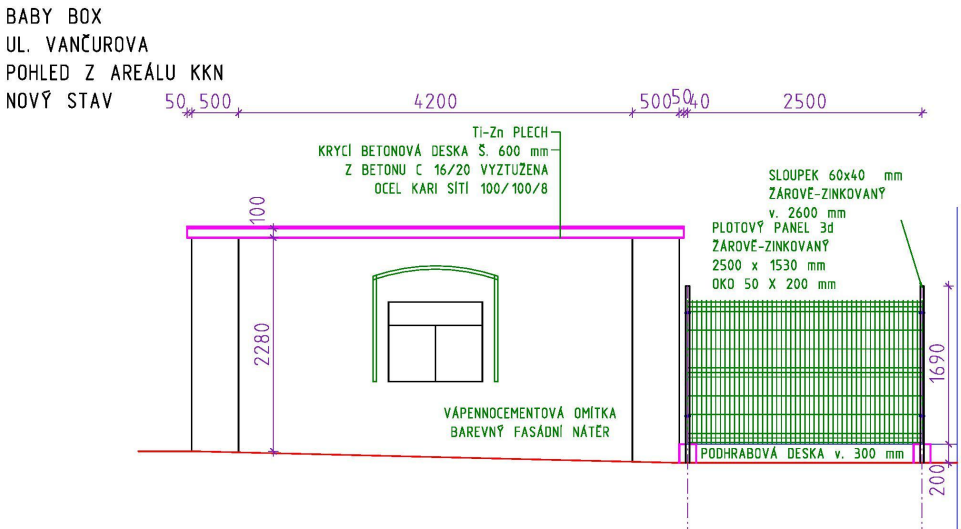 BABY BOX
UL. VANČUROVA
POHLED Z AREÁLU KKN
NOVÝ STAV
50 500 4200 500 50 40 2500
Ti-Zn PLECH
KRYCÍ BETONOVÁ DESKA Š. 600 mm
Z BETONU C 16/20 VYZTUŽENA
OCEL KARI SÍTÍ 100/100/8
SLOUPEK 60x40 mm
ŽÁROVĚ-ZINKOVANÝ
v. 2600 mm
PLOTOVÝ PANEL 3d
ŽÁROVĚ-ZINKOVANÝ
2500 x 1530 mm
OKO 50 X 200 mm
100
2280
1690
VÁPENNOCEMENTOVÁ OMÍTKA
BAREVNÝ FASÁDNÍ NÁTĚR
PODHRABOVÁ DESKA v. 300 mm
200